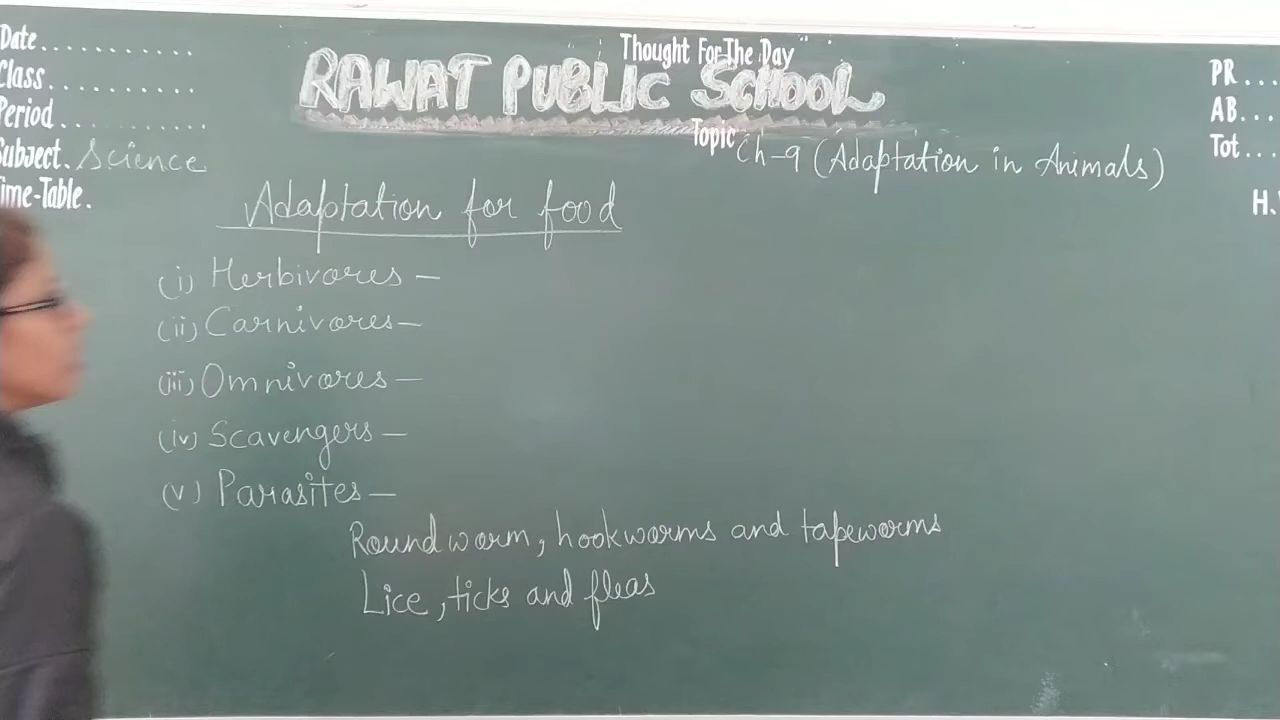 Thought For The Day
Date...........
Class..........
Period...........
Subject. Science
Time-Table.
RAWAT PUBLIC SCHOOL
Topic Ch-9 (Adaptation in Animals)
PR...
AB...
Tot...
H.
Adaptation for food
(i) Herbivores -
(ii) Carnivores -
(iii) Omnivores -
(iv) Scavengers -
(v) Parasites -
Roundworm, hookworms and tapeworms
Lice, ticks and fleas